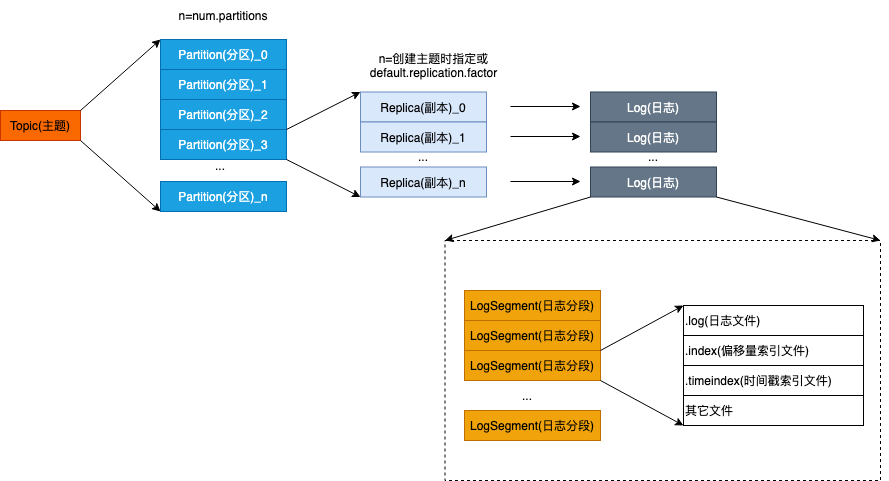 n=num.partitions
Topic(主题)
Partition(分区)_0
Partition(分区)_1
Partition(分区)_2
Partition(分区)_3
...
Partition(分区)_n
n=创建主题时指定或
default.replication.factor
Replica(副本)_0
Replica(副本)_1
...
Replica(副本)_n
Log(日志)
Log(日志)
...
Log(日志)
LogSegment(日志分段)
LogSegment(日志分段)
LogSegment(日志分段)
...
LogSegment(日志分段)
.log(日志文件)
.index(偏移量索引文件)
.timeindex(时间戳索引文件)
其它文件